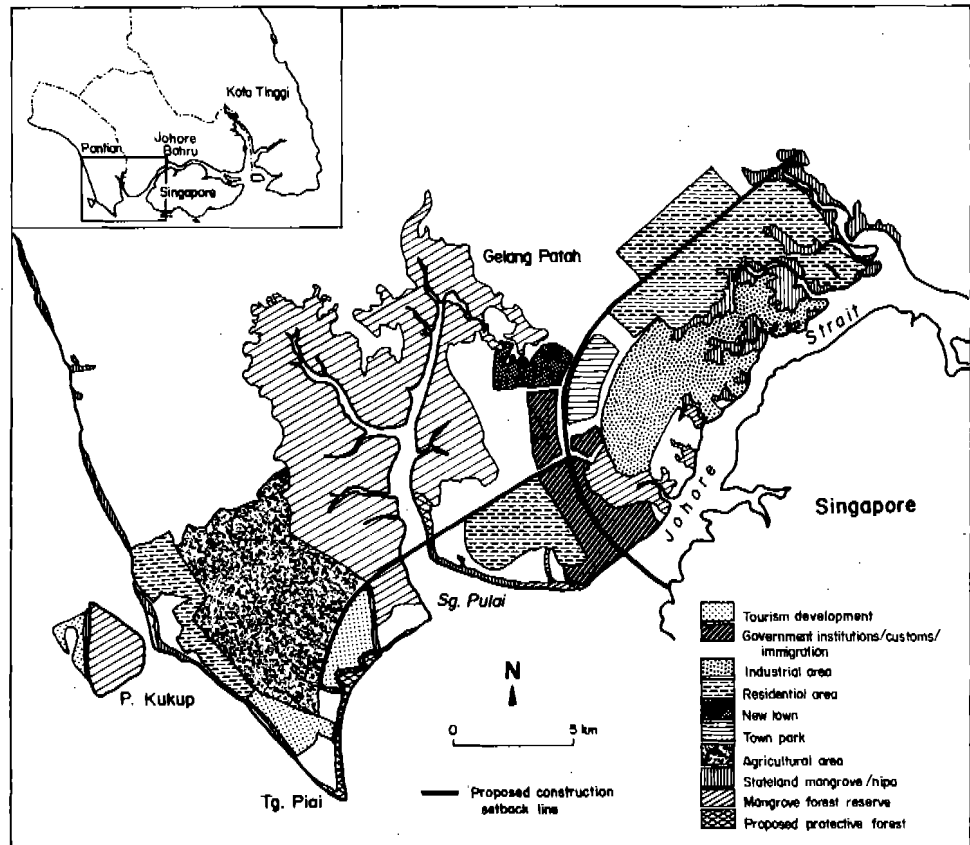 Kota Tinggi
Johore
Bahru
Pontian
Singapore
Gelang Patah
Strait
Johore
Singapore
Sg. Pulai
P. Kukup
Tg. Piai
N
0 5 km
Proposed construction
setback line
Tourism development
Government institutions/customs/
immigration
Industrial area
Residential area
New town
Town park
Agricultural area
Stateland mangrove/nipa
Mangrove forest reserve
Proposed protective forest